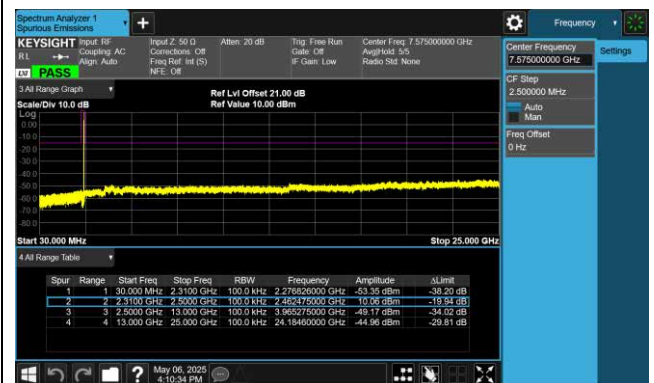 Spectrum Analyzer 1
Spurious Emissions
Frequency
KEYSIGHT
RL
Input: RF
Coupling: AC
Align: Auto
Input Z: 50 Ω
Corrections: Off
Freq Ref: Int (S)
NFE: Off
Atten: 20 dB
Trig: Free Run
Gate: Off
IF Gain: Low
Center Freq: 7.575000000 GHz
Avg|Hold: 5/5
Radio Std: None
LXI PASS
Center Frequency
7.575000000 GHz
Settings
CF Step
2.500000 MHz
Auto
Man
Freq Offset
0 Hz
3 All Range Graph
Scale/Div 10.0 dB
Ref Lvl Offset 21.00 dB
Ref Value 10.00 dBm
Log
0.00
-10.0
-20.0
-30.0
-40.0
-50.0
-60.0
-70.0
-80.0
Start 30.000 MHz
Stop 25.000 GHz
4 All Range Table
Spur Range Start Freq Stop Freq RBW Frequency Amplitude ΔLimit
1 1 30.000 MHz 2.3100 GHz 100.0 kHz 2.276826000 GHz -53.35 dBm -38.20 dB
2 2 2.3100 GHz 2.5000 GHz 100.0 kHz 2.462475000 GHz 10.06 dBm -19.94 dB
3 3 2.5000 GHz 13.000 GHz 100.0 kHz 3.965275000 GHz -49.17 dBm -34.02 dB
4 4 13.000 GHz 25.000 GHz 100.0 kHz 24.18460000 GHz -44.96 dBm -29.81 dB
May 06, 2025
4:10:34 PM